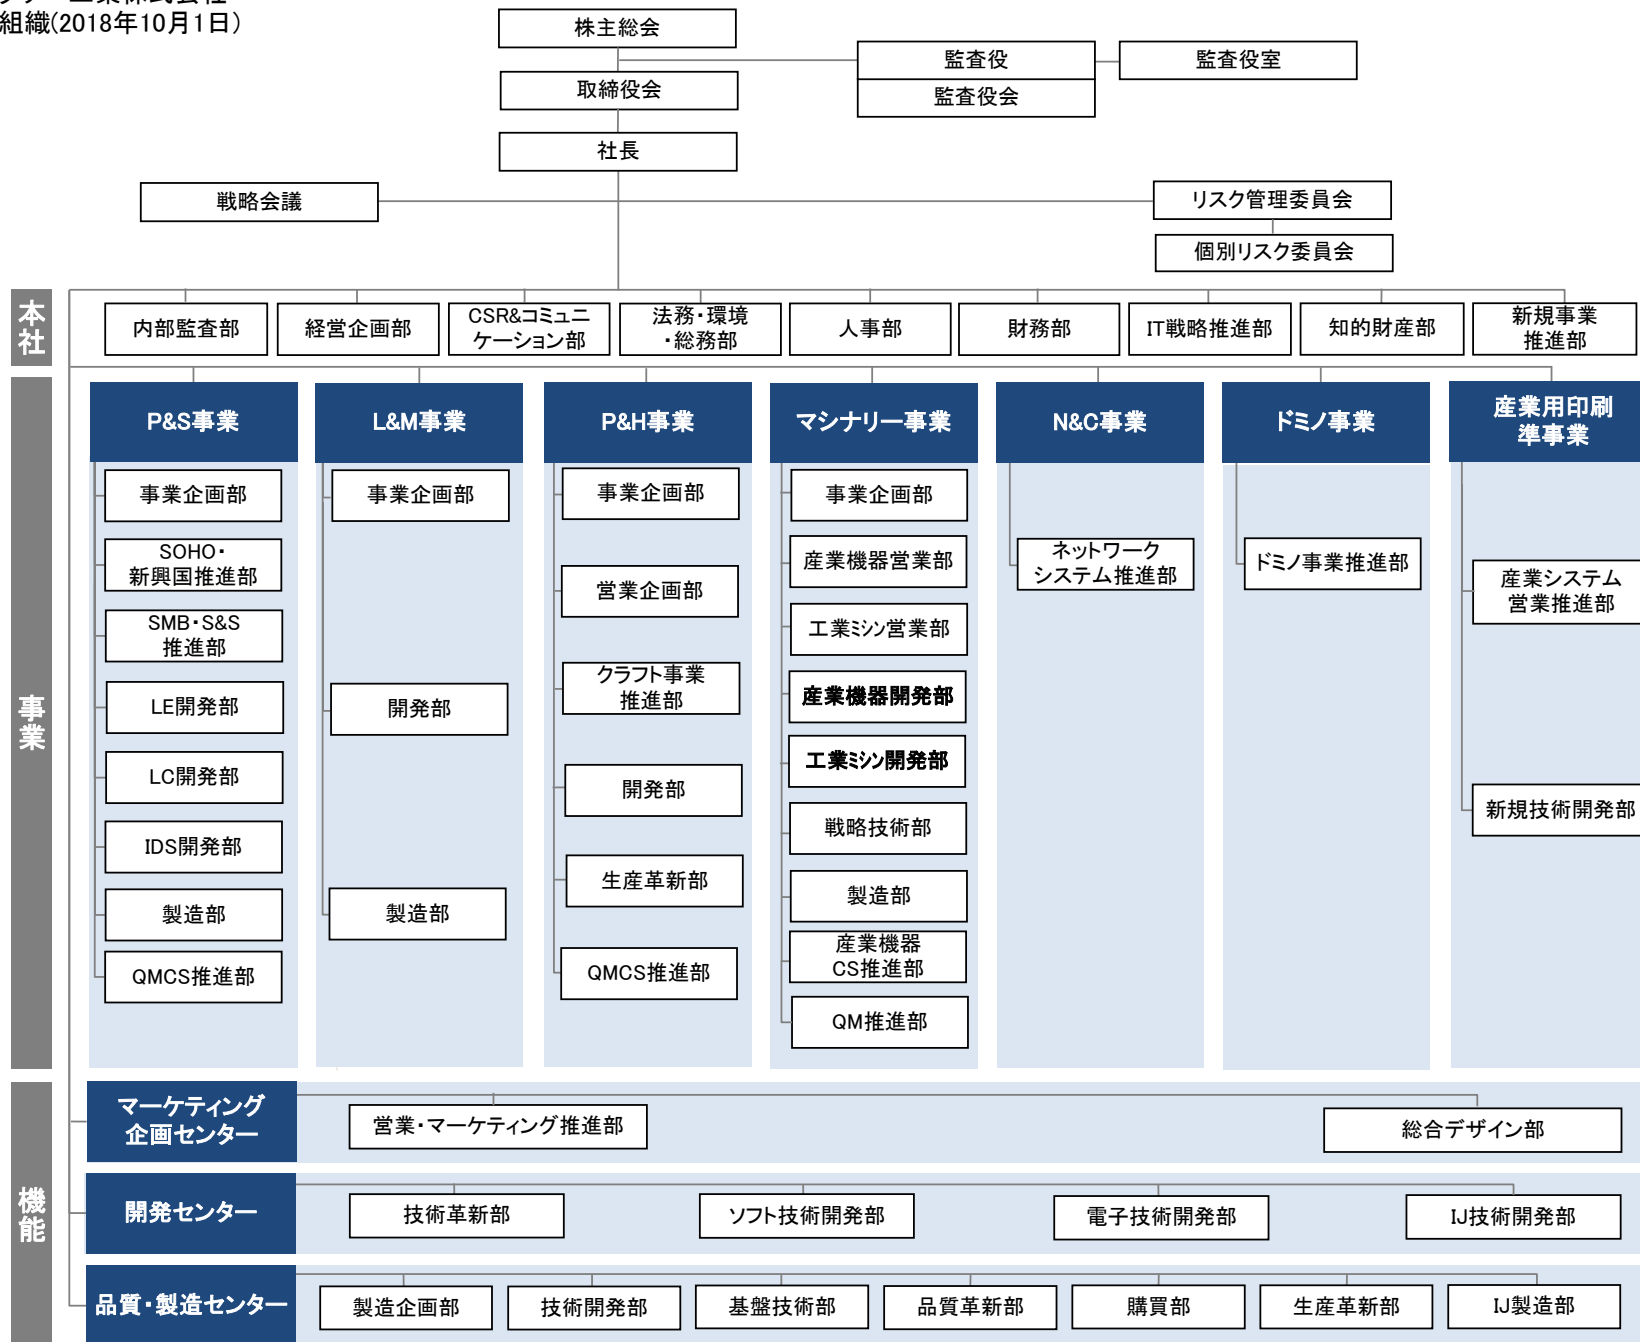 組織(2018年10月1日)
株主総会
監査役
監査役室
取締役会
監査役会
社長
戦略会議
リスク管理委員会
個別リスク委員会
本社
内部監査部
経営企画部
CSR&コミュニ
ケーション部
法務・環境
・総務部
人事部
財務部
IT戦略推進部
知的財産部
新規事業
推進部
事業
P&S事業
事業企画部
SOHO・
新興国推進部
SMB・S&S
推進部
LE開発部
LC開発部
IDS開発部
製造部
QMCS推進部
L&M事業
事業企画部
開発部
製造部
P&H事業
事業企画部
営業企画部
クラフト事業
推進部
開発部
生産革新部
QMCS推進部
マシナリー事業
事業企画部
産業機器営業部
工業ミシン営業部
産業機器開発部
工業ミシン開発部
戦略技術部
製造部
産業機器
CS推進部
QM推進部
N&C事業
ネットワーク
システム推進部
ドミノ事業
ドミノ事業推進部
産業用印刷
準事業
産業システム
営業推進部
新規技術開発部
機能
マーケティング
企画センター
営業・マーケティング推進部
総合デザイン部
開発センター
技術革新部
ソフト技術開発部
電子技術開発部
IJ技術開発部
品質・製造センター
製造企画部
技術開発部
基盤技術部
品質革新部
購買部
生産革新部
IJ製造部